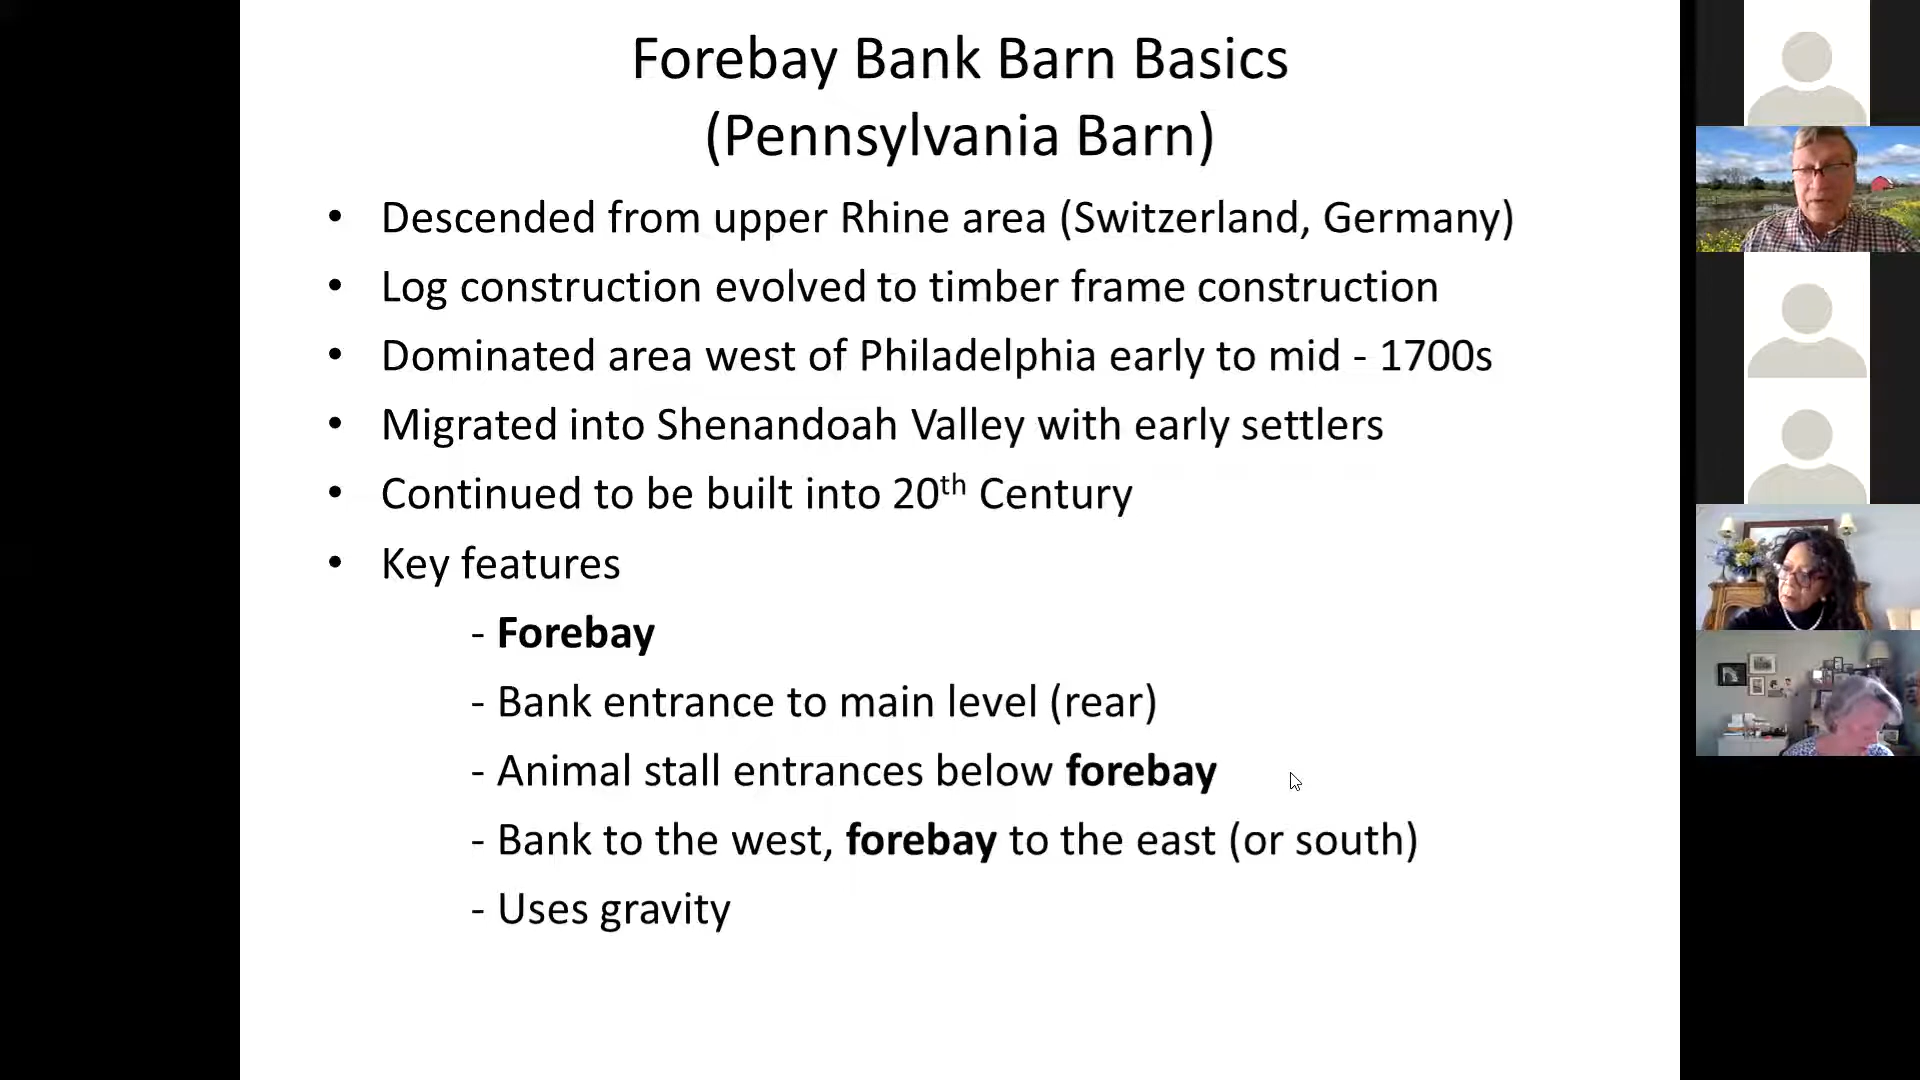 Forebay Bank Barn Basics
(Pennsylvania Barn)
• Descended from upper Rhine area (Switzerland, Germany)
• Log construction evolved to timber frame construction
• Dominated area west of Philadelphia early to mid - 1700s
• Migrated into Shenandoah Valley with early settlers
• Continued to be built into 20th Century
• Key features
- Forebay
- Bank entrance to main level (rear)
- Animal stall entrances below forebay
- Bank to the west, forebay to the east (or south)
- Uses gravity